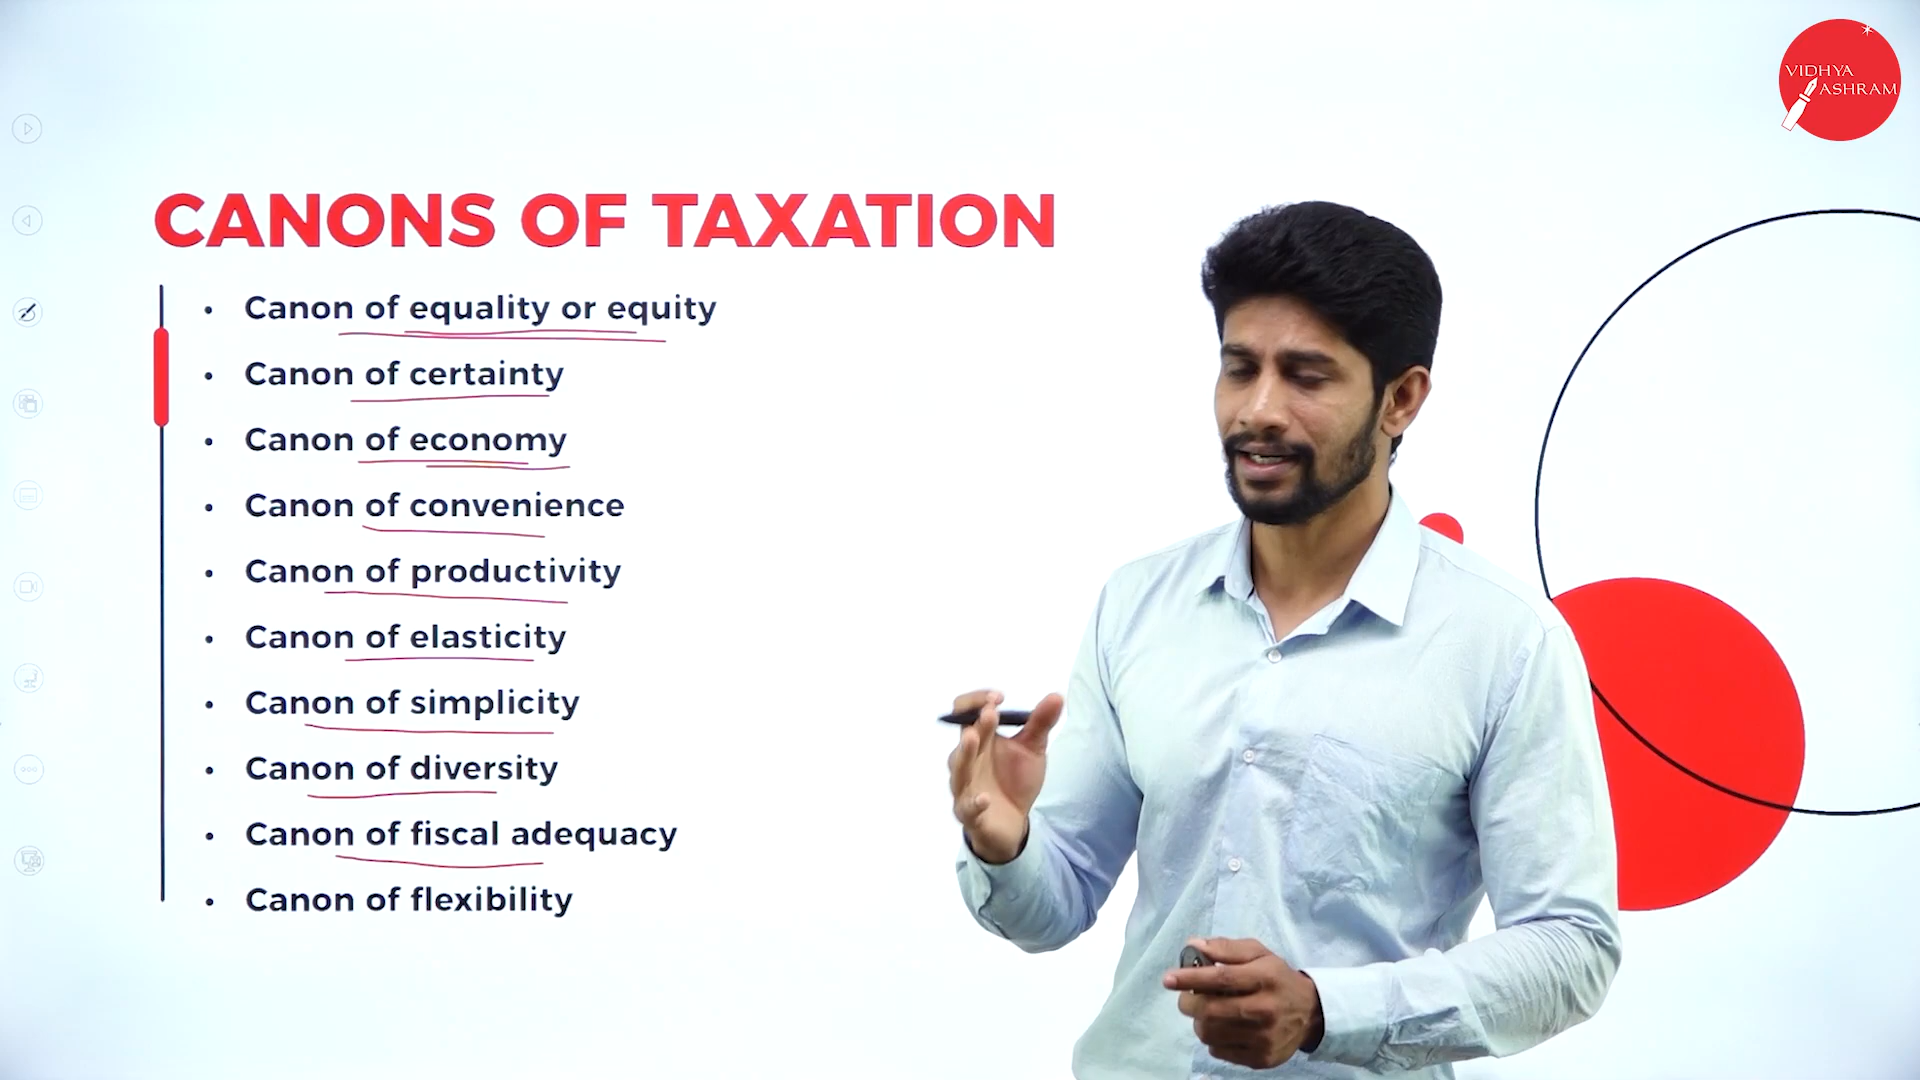 VIDHYA
ASHRAM
CANONS OF TAXATION
• Canon of equality or equity
• Canon of certainty
• Canon of economy
• Canon of convenience
• Canon of productivity
• Canon of elasticity
• Canon of simplicity
• Canon of diversity
• Canon of fiscal adequacy
• Canon of flexibility